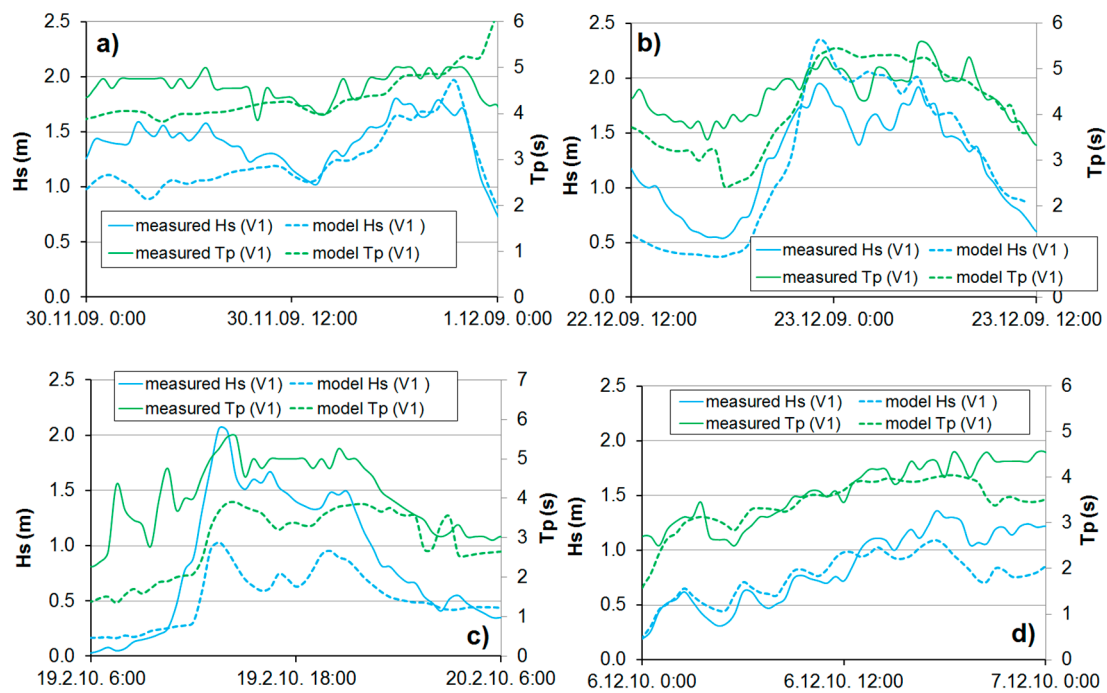 2.5 6 2.5 6
a) b)
5 5
2.0 2.0
4 4
1.5 1.5
Hs (m) 3 Tp (s) Hs (m) 3 Tp (s)
1.0 1.0
measured Hs (V1) model Hs (V1 ) 2 2
0.5 measured Tp (V1) model Tp (V1) 1 0.5 measured Hs (V1) model Hs (V1 ) 1
measured Tp (V1) model Tp (V1)
0.0 0 0.0 0
30.11.09. 0:00 30.11.09. 12:00 1.12.09. 0:00 22.12.09. 12:00 23.12.09. 0:00 23.12.09. 12:00
2.5 measured Hs (V1) model Hs (V1 ) 7 2.5 measured Hs (V1) model Hs (V1 ) 6
measured Tp (V1) model Tp (V1) 6 measured Tp (V1) model Tp (V1) 5
2.0 2.0
5 4
1.5 1.5
Hs (m) 4 Tp (s) Hs (m) 3 Tp (s)
1.0 3 1.0
2 2
0.5 1 0.5 1
c) d)
0.0 0 0.0 0
19.2.10. 6:00 19.2.10. 18:00 20.2.10. 6:00 6.12.10. 0:00 6.12.10. 12:00 7.12.10. 0:00